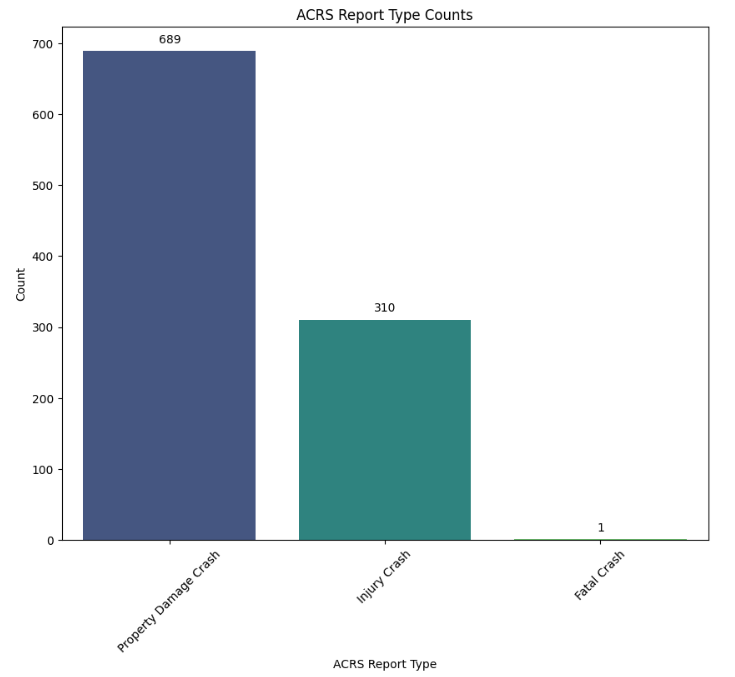 ACRS Report Type Counts
700
600
500
400
300
200
100
0
Count
689
310
1
Property Damage Crash
Injury Crash
Fatal Crash
ACRS Report Type